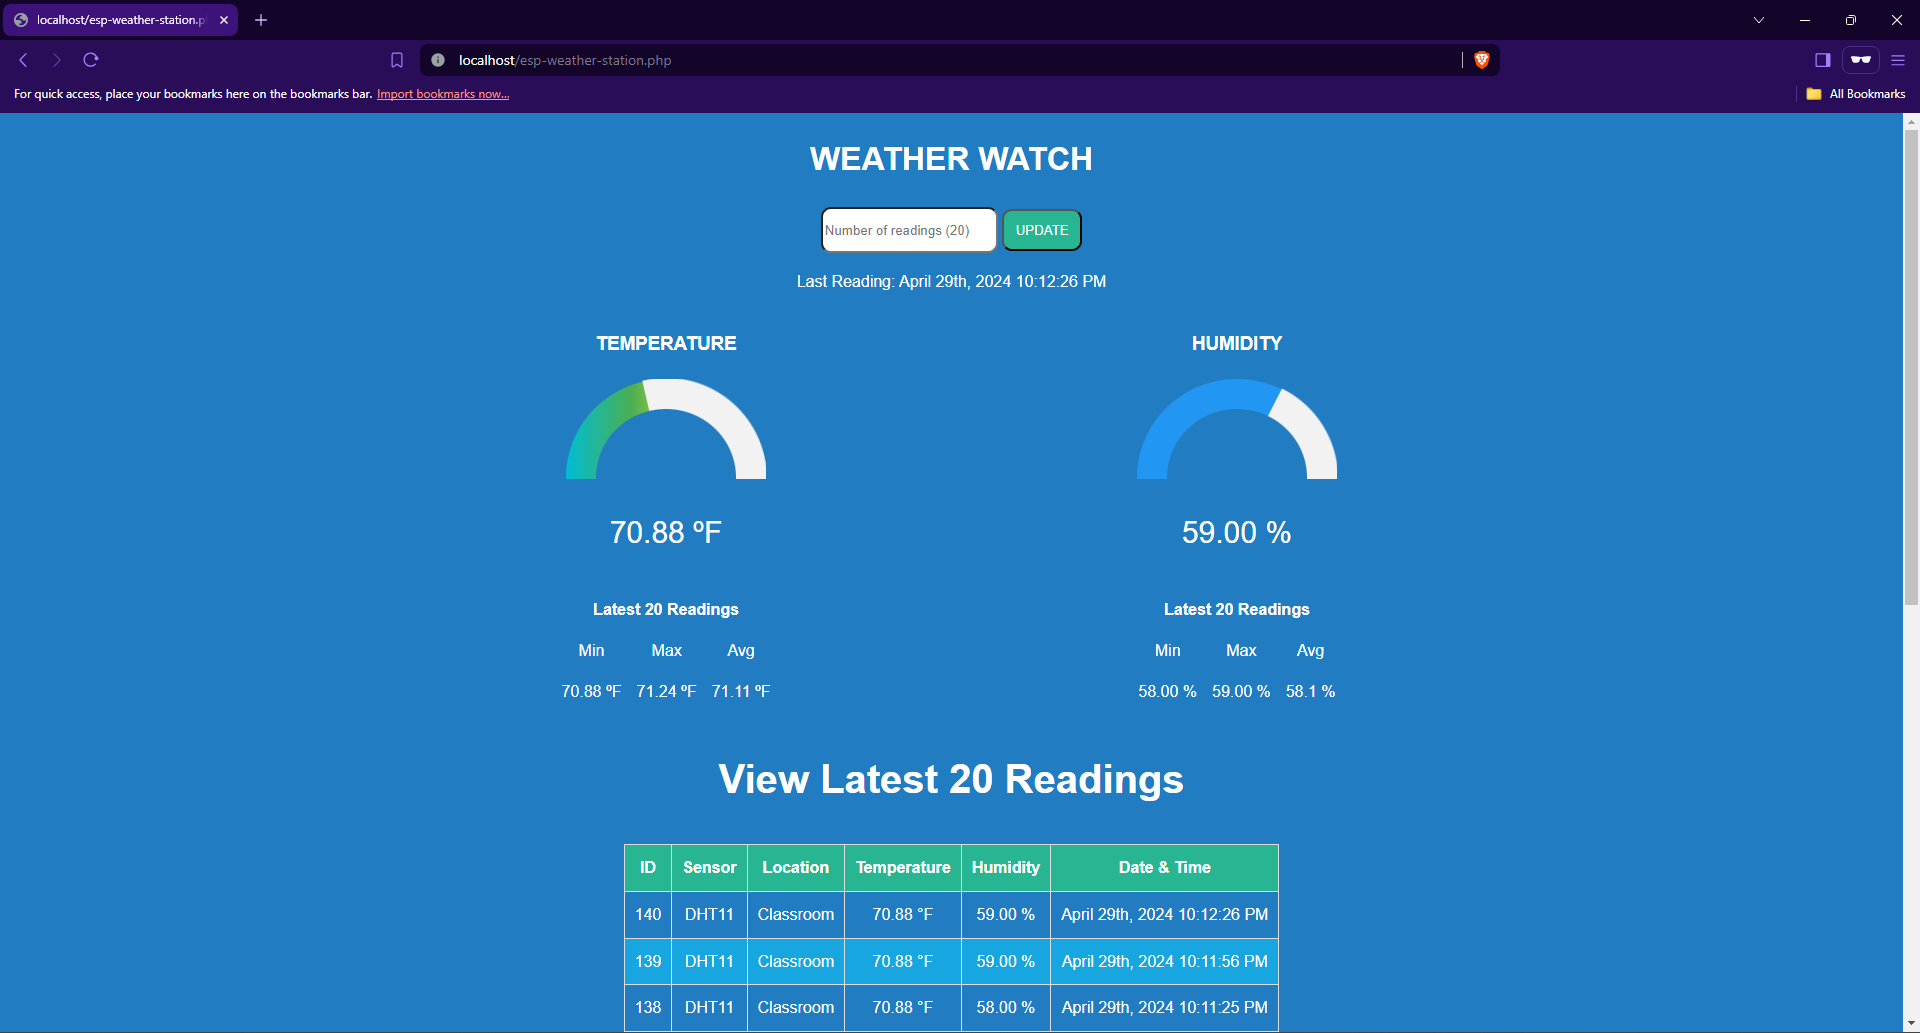 localhost/esp-weather-station.p
localhost/esp-weather-station.php
For quick access, place your bookmarks here on the bookmarks bar. Import bookmarks now...
All Bookmarks
WEATHER WATCH
Number of readings (20) UPDATE
Last Reading: April 29th, 2024 10:12:26 PM
TEMPERATURE
70.88 ºF
Latest 20 Readings
Min Max Avg
70.88 ºF 71.24 ºF 71.11 ºF
HUMIDITY
59.00 %
Latest 20 Readings
Min Max Avg
58.00 % 59.00 % 58.1 %
View Latest 20 Readings
ID Sensor Location Temperature Humidity Date & Time
140 DHT11 Classroom 70.88 °F 59.00 % April 29th, 2024 10:12:26 PM
139 DHT11 Classroom 70.88 °F 59.00 % April 29th, 2024 10:11:56 PM
138 DHT11 Classroom 70.88 °F 58.00 % April 29th, 2024 10:11:25 PM